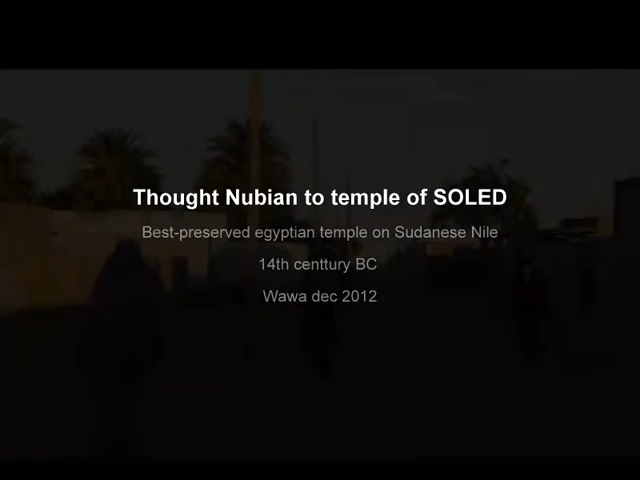 Thought Nubian to temple of SOLED
Best-preserved egyptian temple on Sudanese Nile
14th centtury BC
Wawa dec 2012